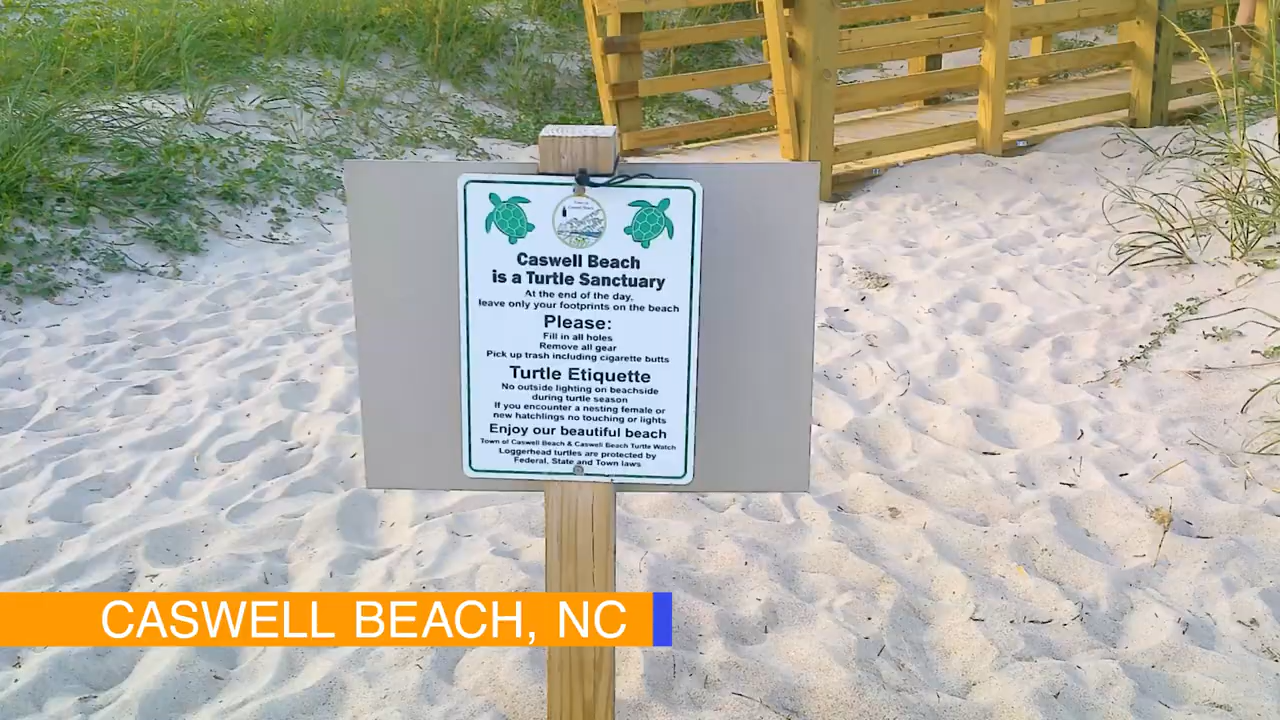 Town of
Caswell Beach
Caswell Beach
is a Turtle Sanctuary
At the end of the day,
leave only your footprints on the beach
Please:
Fill in all holes
Remove all gear
Pick up trash including cigarette butts
Turtle Etiquette
No outside lighting on beachside
during turtle season
If you encounter a nesting female or
new hatchlings no touching or lights
Enjoy our beautiful beach
Town of Caswell Beach & Caswell Beach Turtle Watch
Loggerhead turtles are protected by
Federal, State and Town laws
CASWELL BEACH, NC